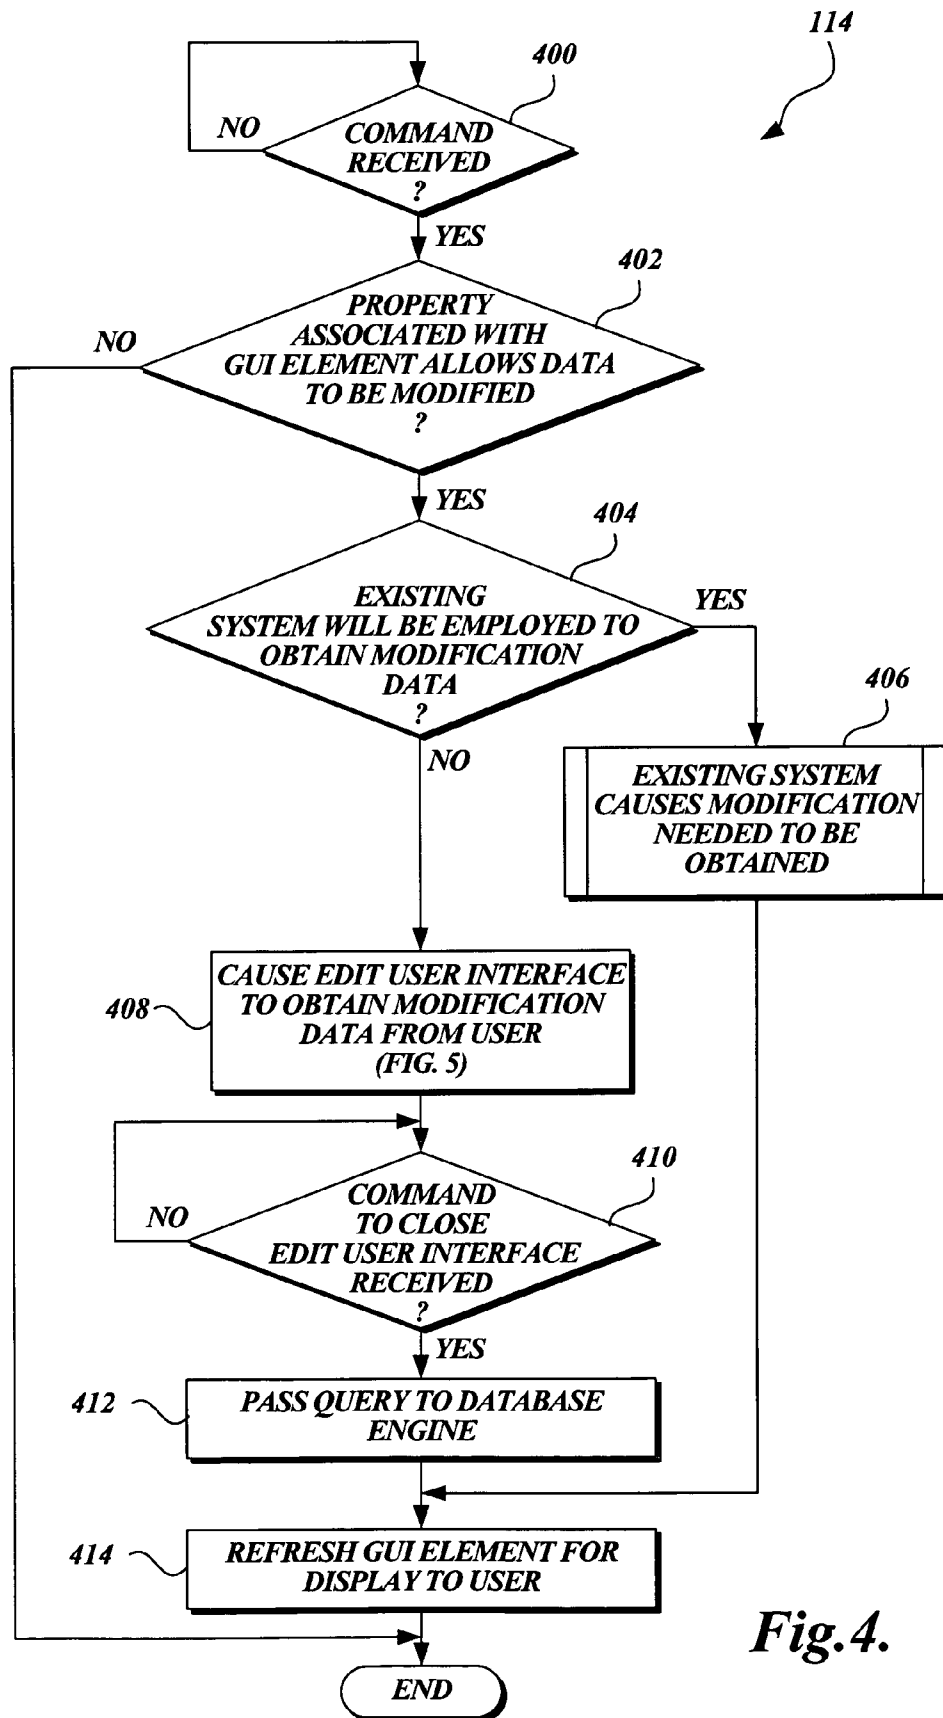 114
400
NO
COMMAND
RECEIVED
?
YES
402
NO
PROPERTY
ASSOCIATED WITH
GUI ELEMENT ALLOWS DATA
TO BE MODIFIED
?
YES
404
EXISTING
SYSTEM WILL BE EMPLOYED TO
OBTAIN MODIFICATION
DATA
?
YES
NO
406
EXISTING SYSTEM
CAUSES MODIFICATION
NEEDED TO BE
OBTAINED
408
CAUSE EDIT USER INTERFACE
TO OBTAIN MODIFICATION
DATA FROM USER
(FIG. 5)
410
NO
COMMAND
TO CLOSE
EDIT USER INTERFACE
RECEIVED
?
YES
412
PASS QUERY TO DATABASE
ENGINE
414
REFRESH GUI ELEMENT FOR
DISPLAY TO USER
END
Fig.4.